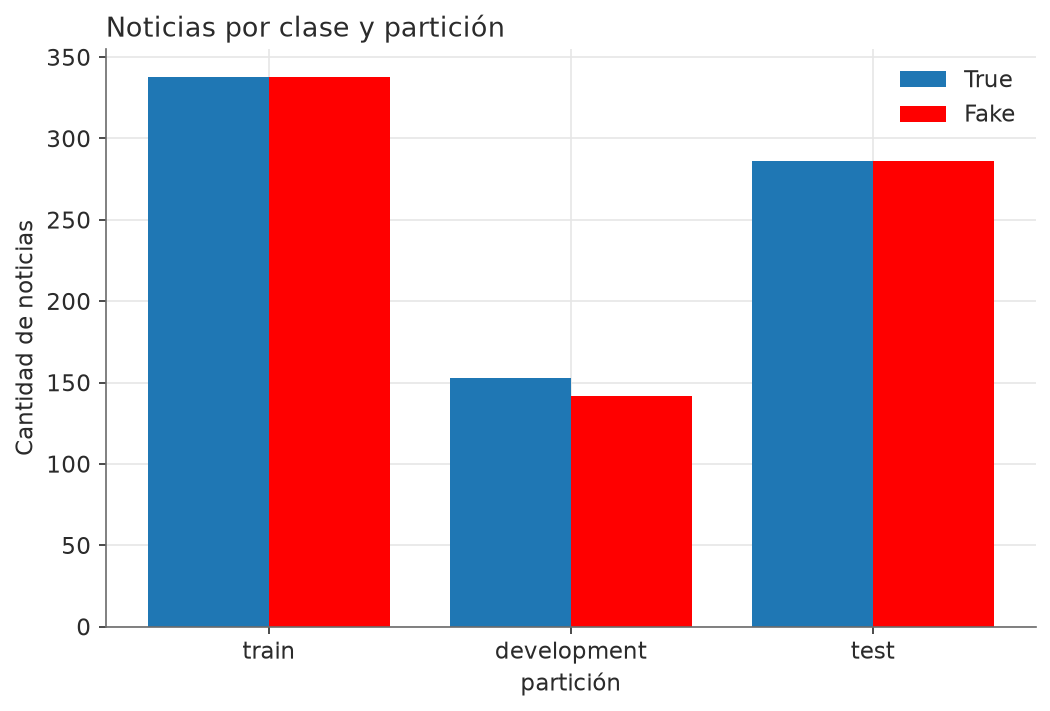 Noticias por clase y partición
350
300
250
200
150
100
50
0
Cantidad de noticias
True
Fake
train
development
test
partición